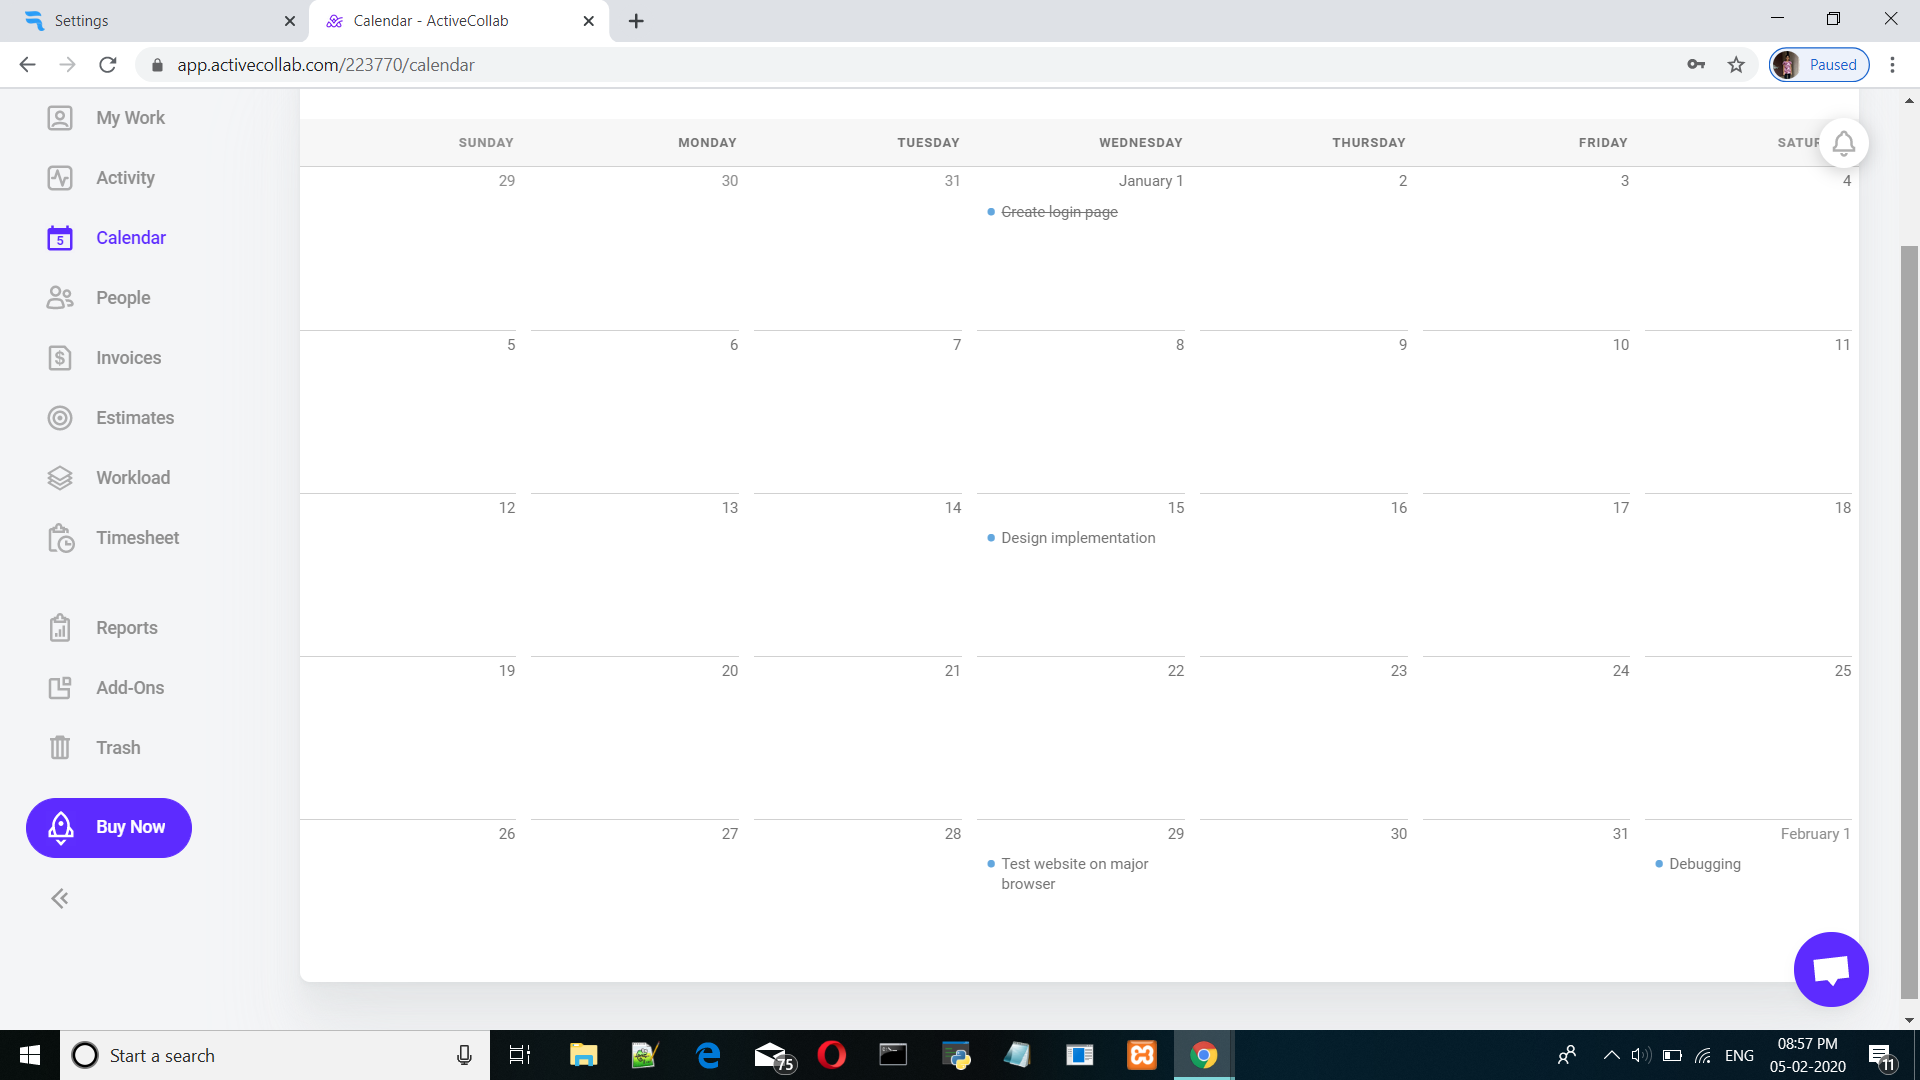 Settings
Calendar - ActiveCollab
app.activecollab.com/223770/calendar
Paused
My Work
Activity
5
Calendar
People
Invoices
Estimates
Workload
Timesheet
Reports
Add-Ons
Trash
Buy Now
SUNDAY MONDAY TUESDAY WEDNESDAY THURSDAY FRIDAY SATUR
29 30 31 January 1 2 3 4
Create login page
5 6 7 8 9 10 11
12 13 14 15 16 17 18
Design implementation
19 20 21 22 23 24 25
26 27 28 29 30 31 February 1
Test website on major
browser
Debugging
Start a search
75
ENG
08:57 PM
05-02-2020
11